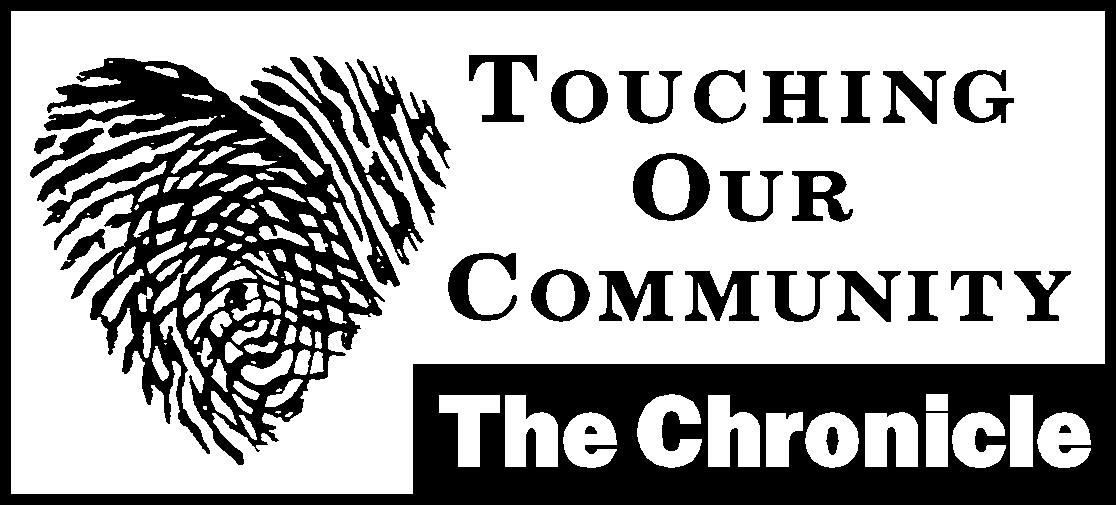 TOUCHING
OUR
COMMUNITY
The Chronicle